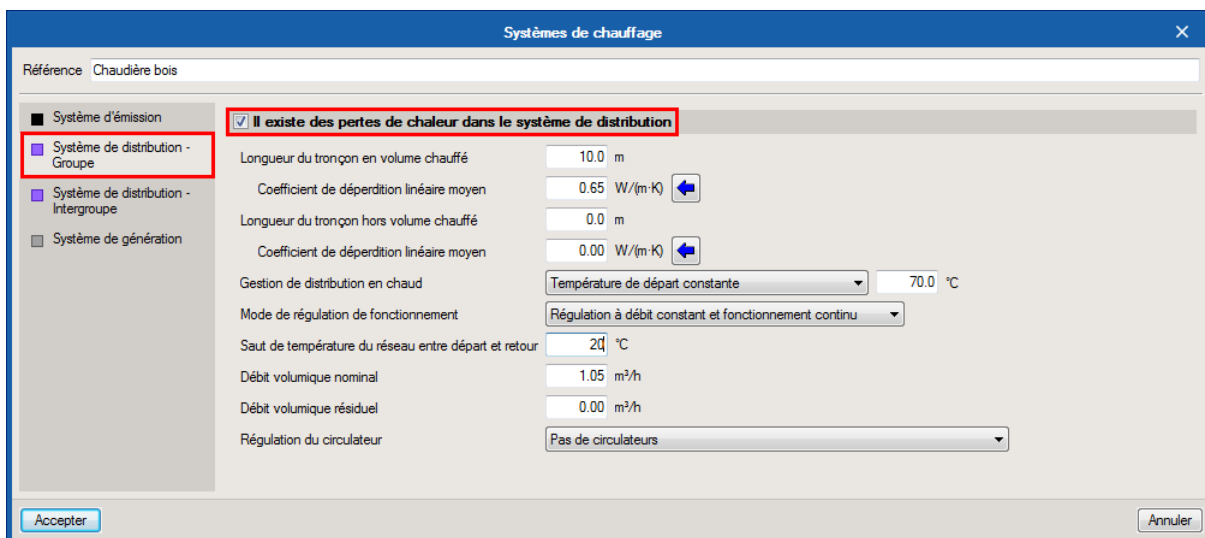 Systèmes de chauffage
Référence Chaudière bois
Système d'émission
Système de distribution -
Groupe
Système de distribution -
Intergroupe
Système de génération
Il existe des pertes de chaleur dans le système de distribution
Longueur du tronçon en volume chauffé 10.0 m
Coefficient de déperdition linéaire moyen 0.65 W/(m·K)
Longueur du tronçon hors volume chauffé 0.0 m
Coefficient de déperdition linéaire moyen 0.00 W/(m·K)
Gestion de distribution en chaud Température de départ constante 70.0 °C
Mode de régulation de fonctionnement Régulation à débit constant et fonctionnement continu
Saut de température du réseau entre départ et retour 20 °C
Débit volumique nominal 1.05 m³/h
Débit volumique résiduel 0.00 m³/h
Régulation du circulateur Pas de circulateurs
Accepter Annuler